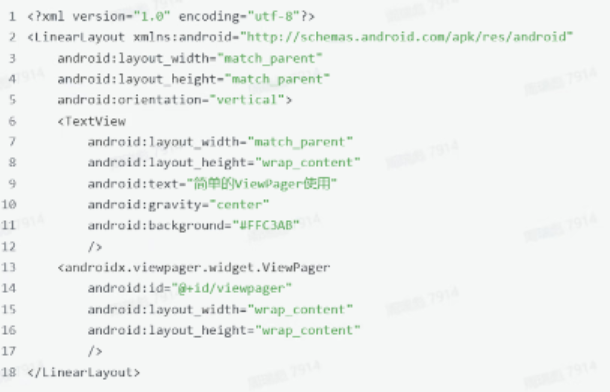 1 <?xml version="1.0" encoding="utf-8"?>
2 <LinearLayout xmlns:android="http://schemas.android.com/apk/res/android"
3     android:layout_width="match_parent"
4     android:layout_height="match_parent"
5     android:orientation="vertical">
6     <TextView
7         android:layout_width="match_parent"
8         android:layout_height="wrap_content"
9         android:text="简单的ViewPager使用"
10         android:gravity="center"
11         android:background="#FFC3AB"
12         />
13     <androidx.viewpager.widget.ViewPager
14         android:id="@+id/viewpager"
15         android:layout_width="wrap_content"
16         android:layout_height="wrap_content"
17         />
18 </LinearLayout>